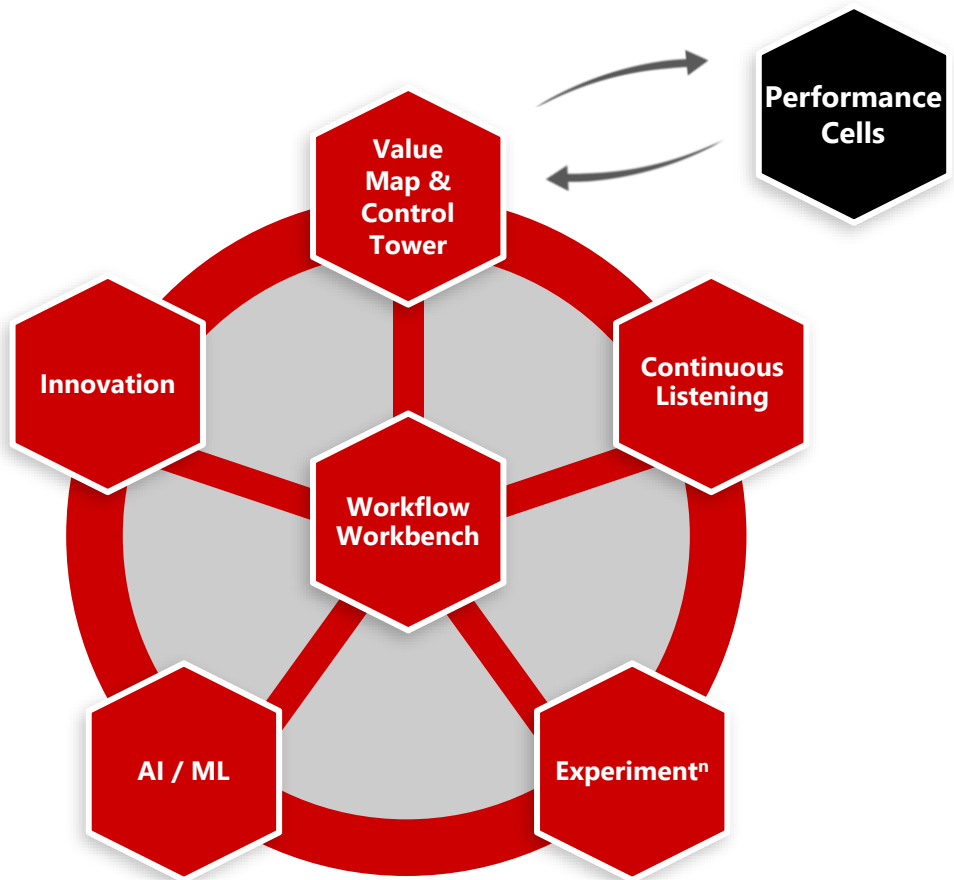 Performance
Cells
Value
Map &
Control
Tower
Innovation
Continuous
Listening
Workflow
Workbench
AI / ML
Experimentⁿ